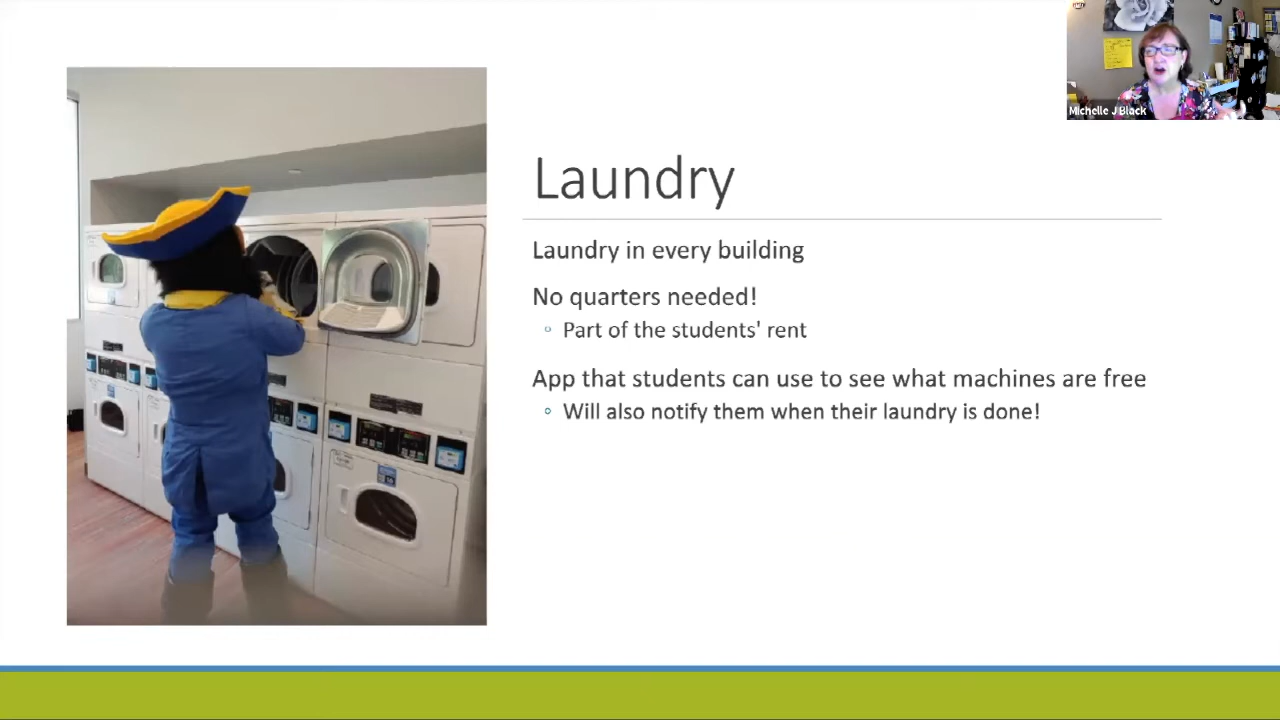 Michelle J Black
Laundry
Laundry in every building
No quarters needed!
Part of the students' rent
App that students can use to see what machines are free
Will also notify them when their laundry is done!